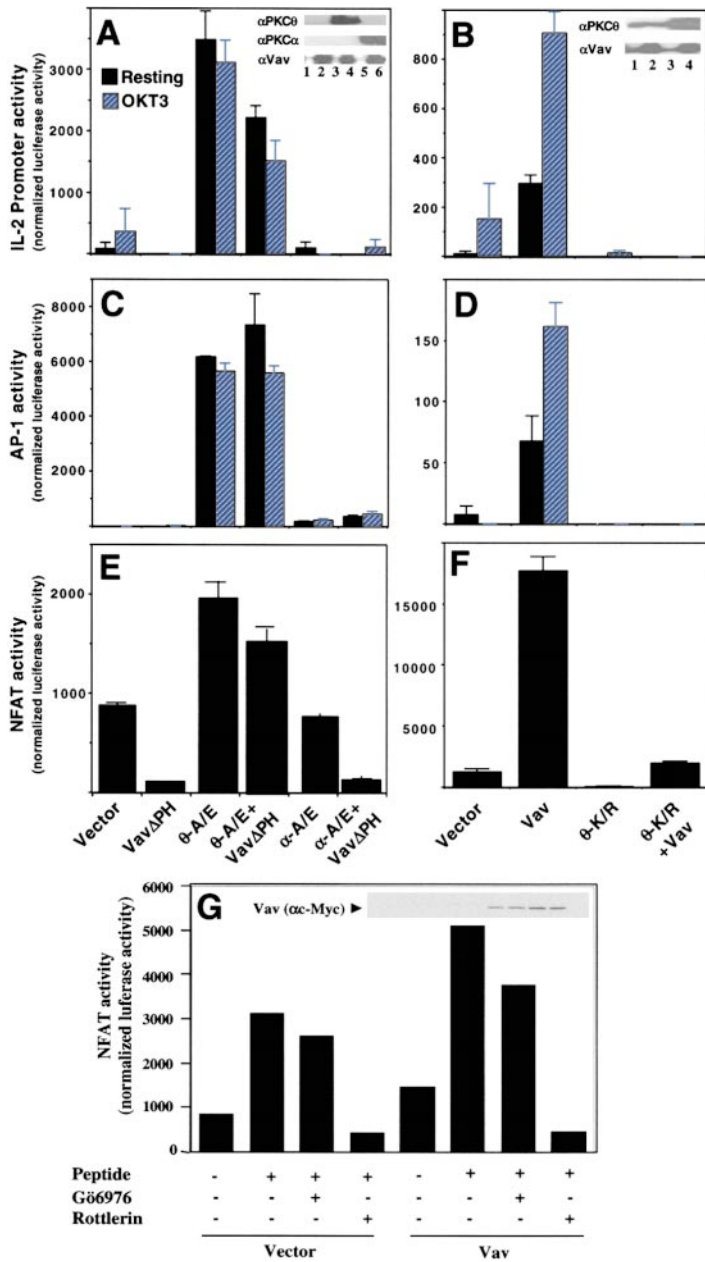 A
αPKCθ
αPKCα
αVav
1 2 3 4 5 6
Resting
OKT3
IL-2 Promoter activity
(normalized luciferase activity)
3000
2000
1000
B
αPKCθ
αVav
1 2 3 4
800
600
400
200
C
AP-1 activity
(normalized luciferase activity)
8000
6000
4000
2000
D
150
100
50
E
NFAT activity
(normalized luciferase activity)
2000
1000
Vector
VavΔPH
θ-A/E
θ-A/E+
VavΔPH
α-A/E
α-A/E+
VavΔPH
F
15000
10000
5000
Vector
Vav
θ-K/R
θ-K/R
+Vav
G
Vav (αc-Myc)
NFAT activity
(normalized luferase activity)
6000
5000
4000
3000
2000
1000
0
Peptide - + + + - + + +
Gö6976 - - + - - - + -
Rottlerin - - - + - - - +
Vector Vav